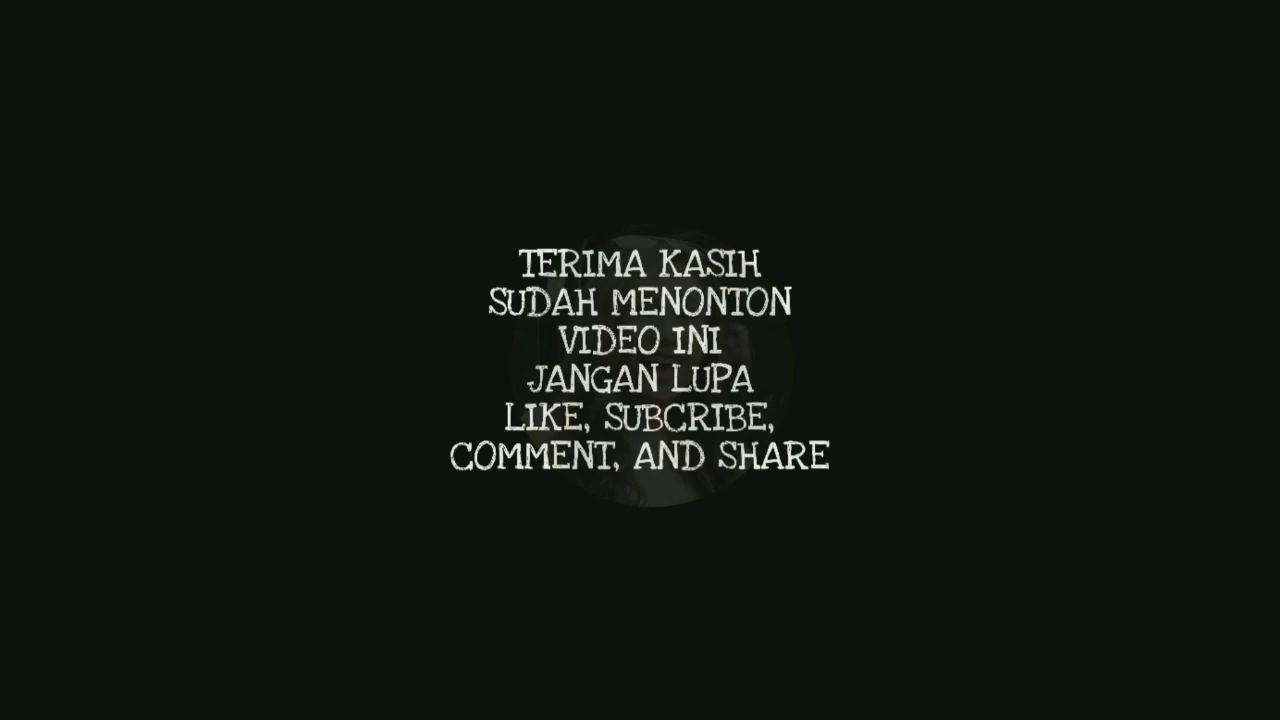 TERIMA KASIH
SUDAH MENONTON
VIDEO INI
JANGAN LUPA
LIKE, SUBCRIBE,
COMMENT, AND SHARE